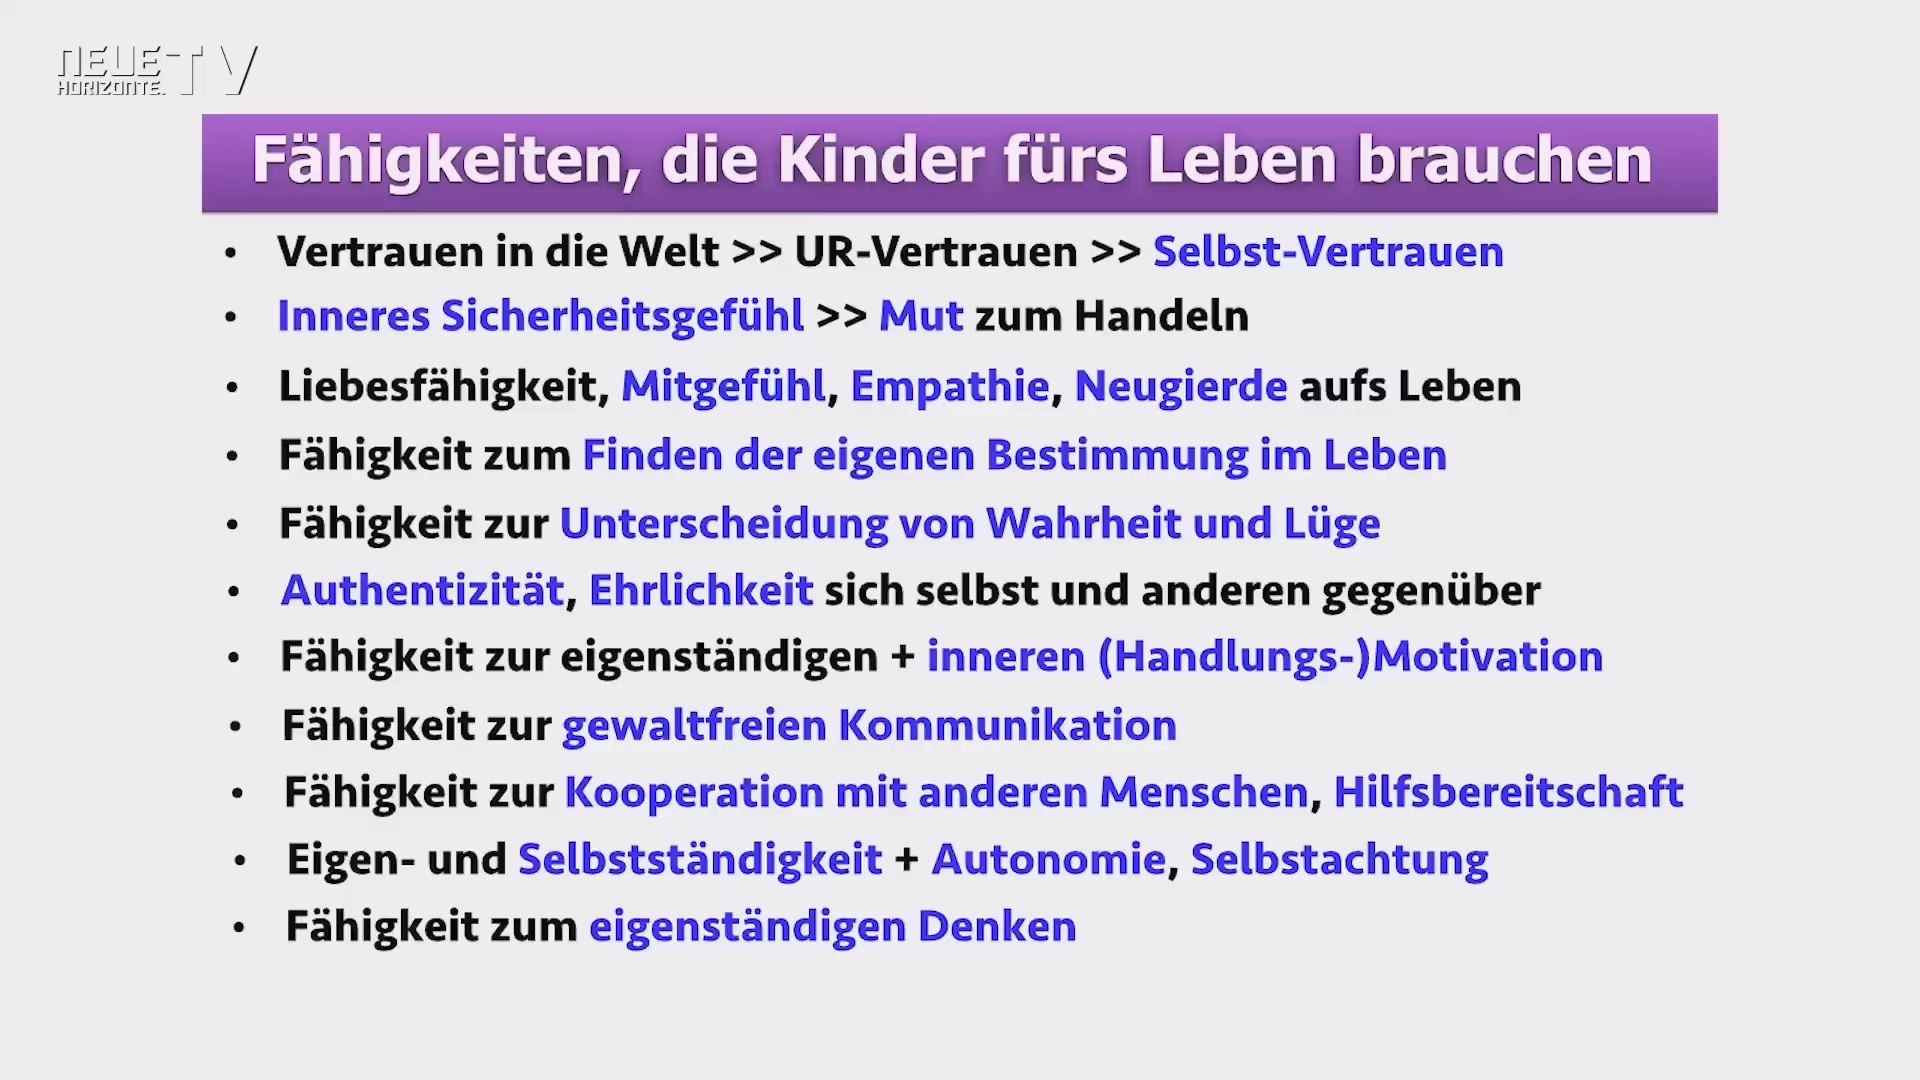 NEUE TV
HORIZONTE.
Fähigkeiten, die Kinder fürs Leben brauchen
• Vertrauen in die Welt >> UR-Vertrauen >> Selbst-Vertrauen
• Inneres Sicherheitsgefühl >> Mut zum Handeln
• Liebesfähigkeit, Mitgefühl, Empathie, Neugierde aufs Leben
• Fähigkeit zum Finden der eigenen Bestimmung im Leben
• Fähigkeit zur Unterscheidung von Wahrheit und Lüge
• Authentizität, Ehrlichkeit sich selbst und anderen gegenüber
• Fähigkeit zur eigenständigen + inneren (Handlungs-)Motivation
• Fähigkeit zur gewaltfreien Kommunikation
• Fähigkeit zur Kooperation mit anderen Menschen, Hilfsbereitschaft
• Eigen- und Selbstständigkeit + Autonomie, Selbstachtung
• Fähigkeit zum eigenständigen Denken